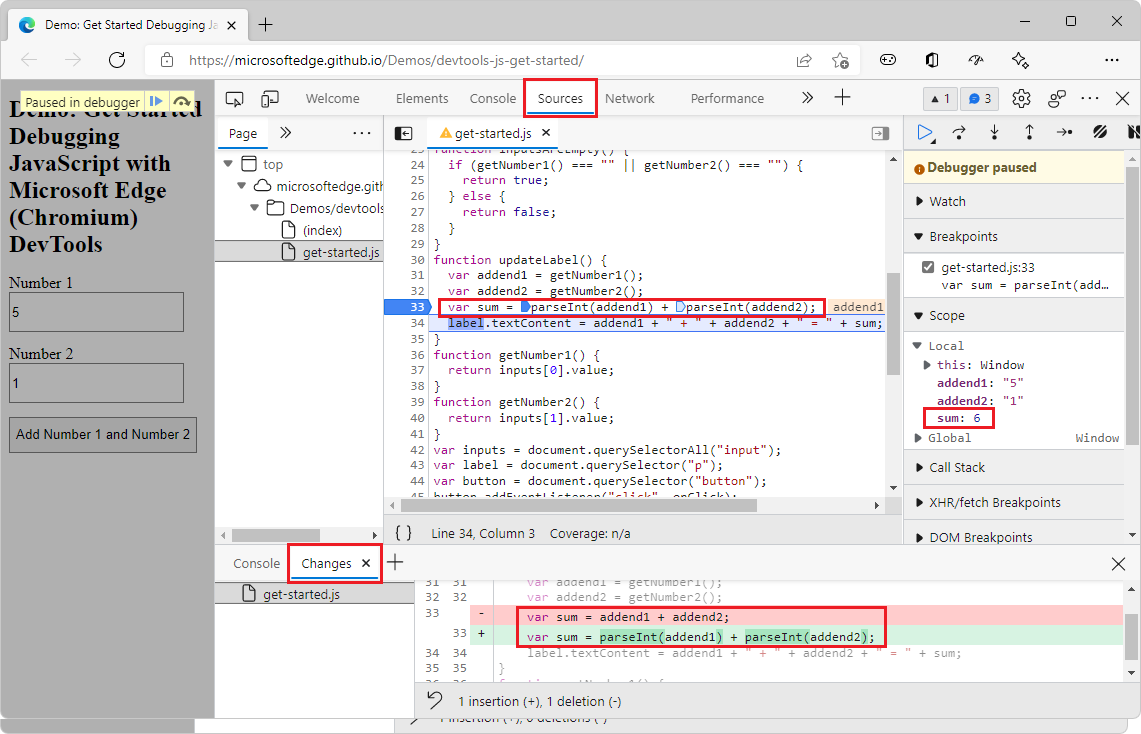 Demo: Get Started Debugging Ja
https://microsoftedge.github.io/Demos/devtools-js-get-started/
Paused in debugger
Demo: Get Started
Debugging
JavaScript with
Microsoft Edge
(Chromium)
DevTools
Number 1
5
Number 2
1
Add Number 1 and Number 2
Welcome Elements Console Sources Network Performance
1 3
Page
top
microsoftedge.gith
Demos/devtools
(index)
get-started.js
get-started.js
23 function inputsAreEmpty() {
24 if (getNumber1() === "" || getNumber2() === "") {
25 return true;
26 } else {
27 return false;
28 }
29 }
30 function updateLabel() {
31 var addend1 = getNumber1();
32 var addend2 = getNumber2();
33 var sum = parseInt(addend1) + parseInt(addend2); addend1
34 label.textContent = addend1 + " + " + addend2 + " = " + sum;
35 }
36 function getNumber1() {
37 return inputs[0].value;
38 }
39 function getNumber2() {
40 return inputs[1].value;
41 }
42 var inputs = document.querySelectorAll("input");
43 var label = document.querySelector("p");
44 var button = document.querySelector("button");
button.addEventListener("click", onClick);
{ } Line 34, Column 3 Coverage: n/a
Debugger paused
Watch
Breakpoints
get-started.js:33
var sum = parseInt(add…
Scope
Local
this: Window
addend1: "5"
addend2: "1"
sum: 6
Global Window
Call Stack
XHR/fetch Breakpoints
DOM Breakpoints
Console Changes
get-started.js
31 31 var addend1 = getNumber1();
32 32 var addend2 = getNumber2();
33 - var sum = addend1 + addend2;
33 + var sum = parseInt(addend1) + parseInt(addend2);
34 34 label.textContent = addend1 + " + " + addend2 + " = " + sum;
35 35 }
36 36 function getNumber1() {
1 insertion (+), 1 deletion (-)
1 insertion (+), 0 deletions (-)